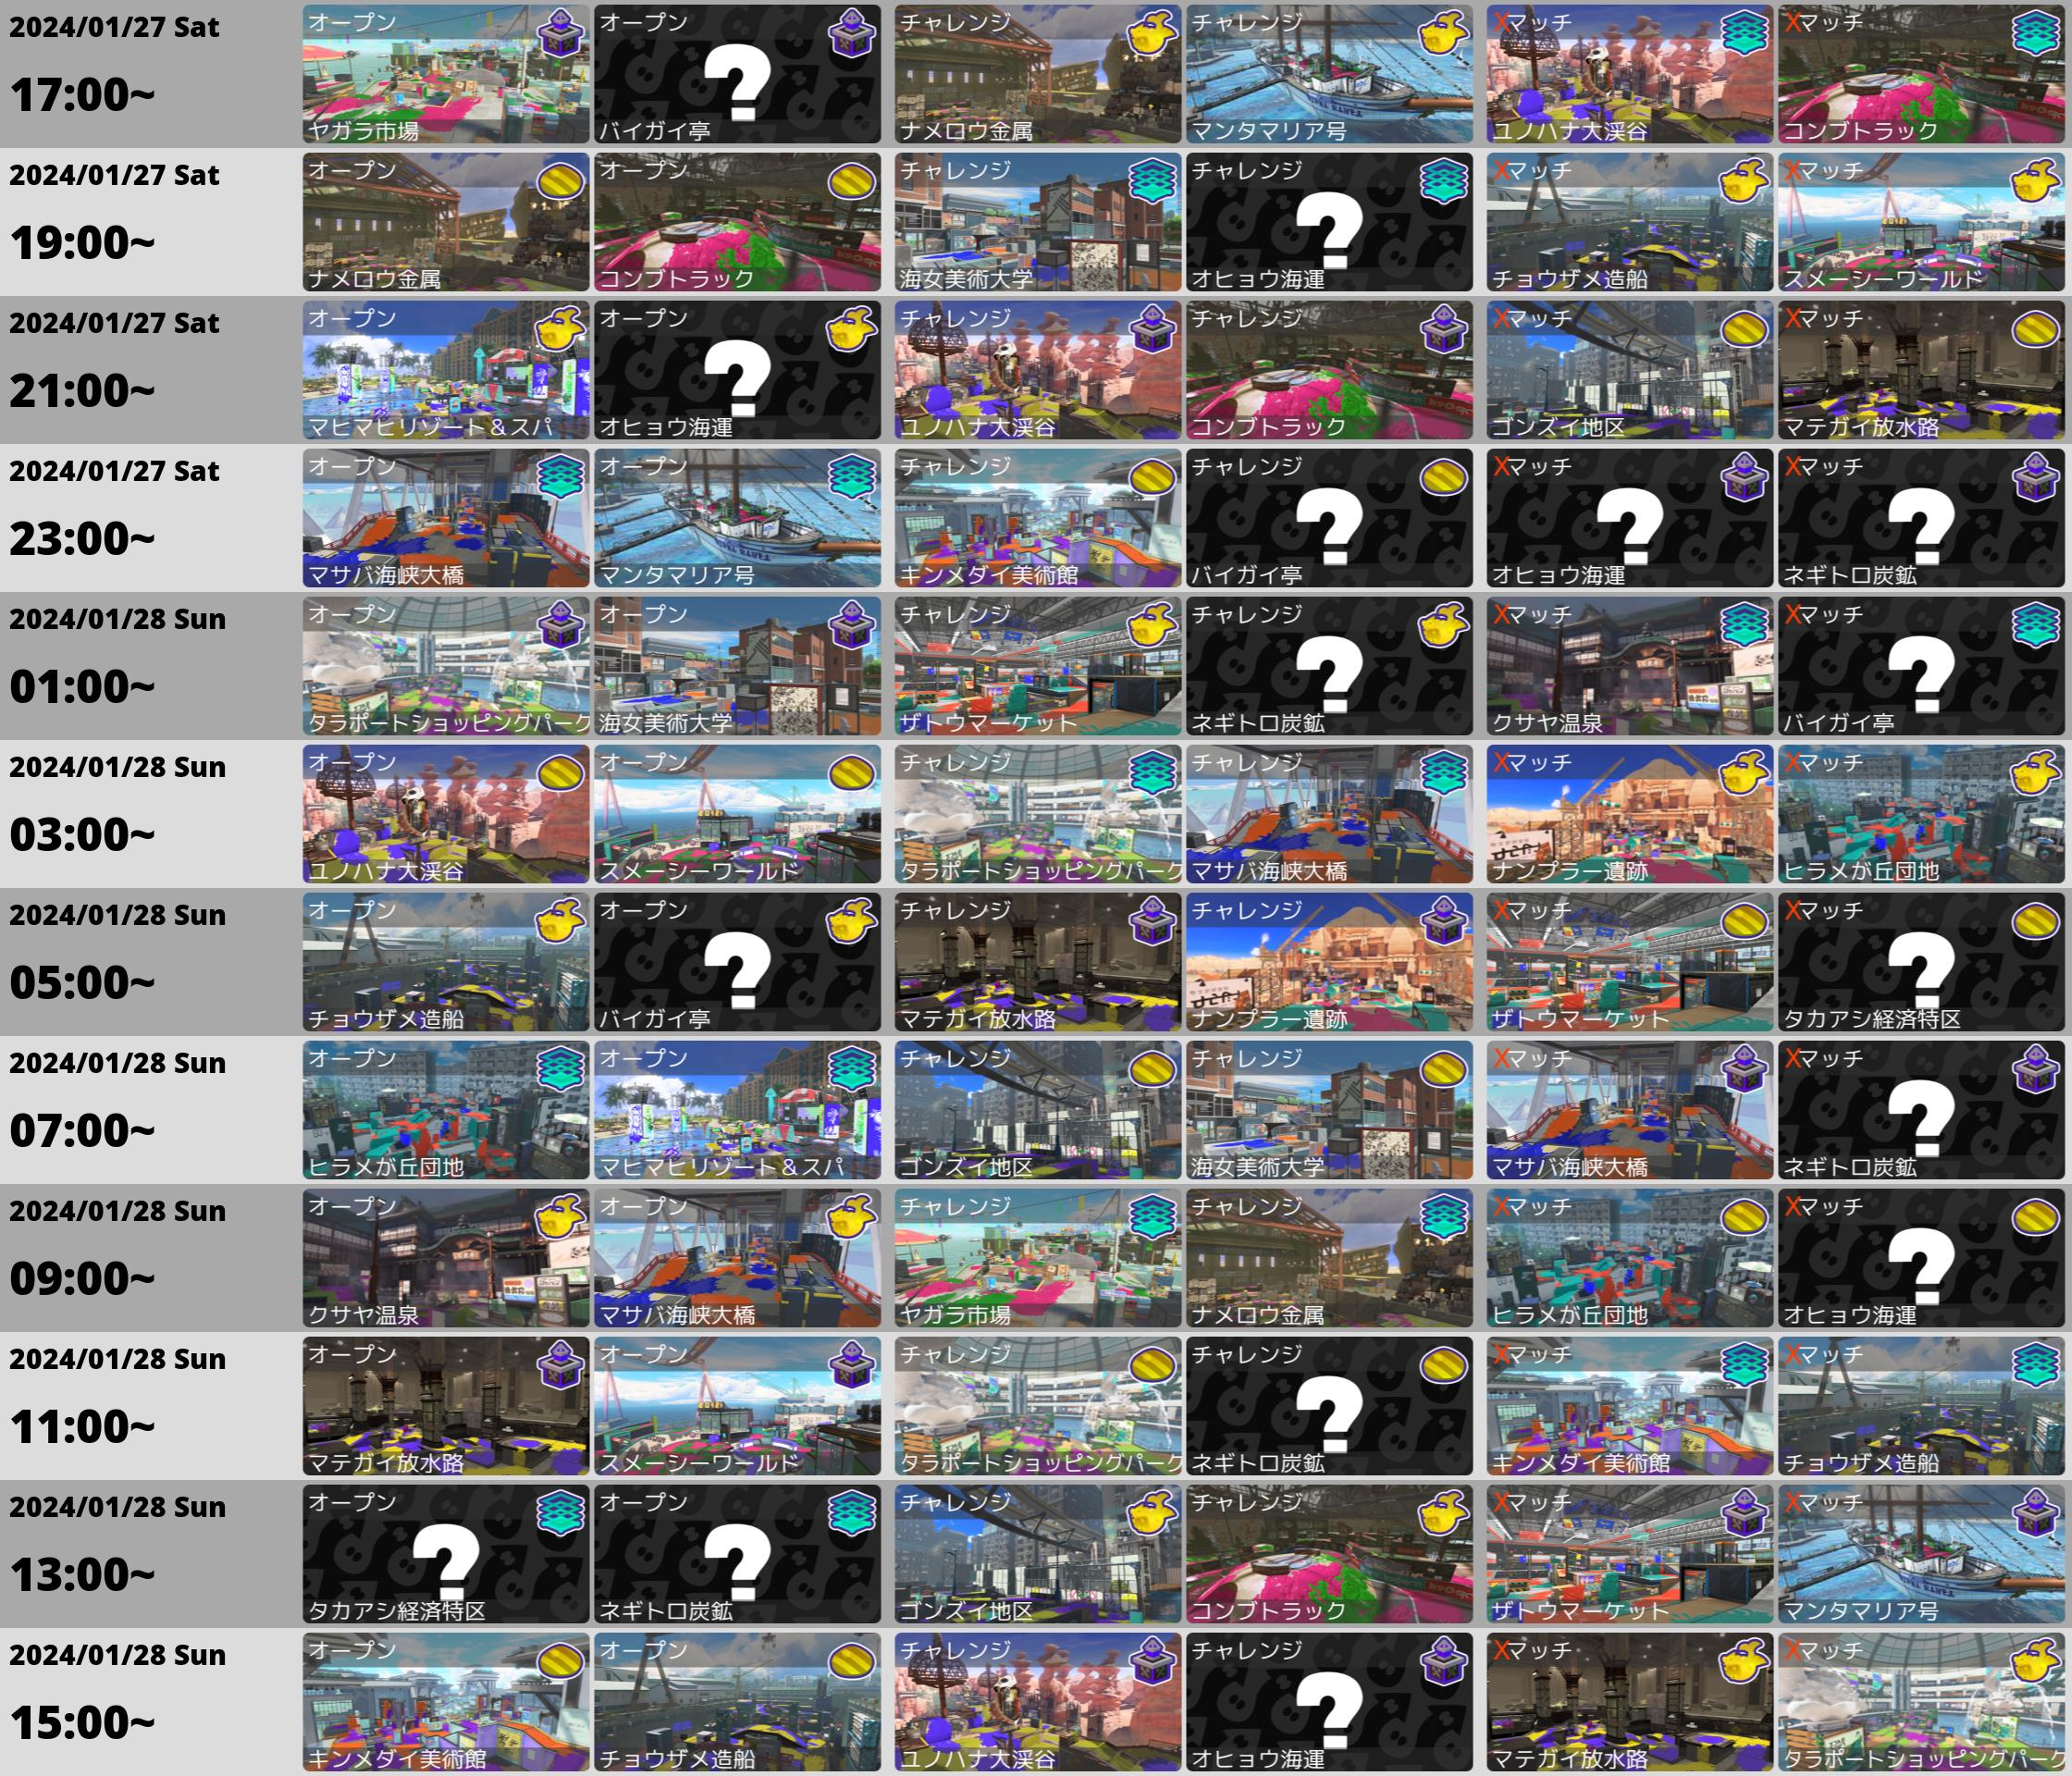 2024/01/27 Sat
17:00~
オープン
ヤガラ市場
オープン
バイガイ亭
チャレンジ
ナメロウ金属
チャレンジ
マンタマリア号
Xマッチ
ユノハナ大渓谷
Xマッチ
コンブトラック
2024/01/27 Sat
19:00~
オープン
ナメロウ金属
オープン
コンブトラック
チャレンジ
海女美術大学
チャレンジ
オヒョウ海運
Xマッチ
チョウザメ造船
Xマッチ
スメーシーワールド
2024/01/27 Sat
21:00~
オープン
マヒマヒリゾート＆スパ
オープン
オヒョウ海運
チャレンジ
ユノハナ大渓谷
チャレンジ
コンブトラック
Xマッチ
ゴンズイ地区
Xマッチ
マテガイ放水路
2024/01/27 Sat
23:00~
オープン
マサバ海峡大橋
オープン
マンタマリア号
チャレンジ
キンメダイ美術館
チャレンジ
バイガイ亭
Xマッチ
オヒョウ海運
Xマッチ
ネギトロ炭鉱
2024/01/28 Sun
01:00~
オープン
タラポートショッピングパーク
オープン
海女美術大学
チャレンジ
ザトウマーケット
チャレンジ
ネギトロ炭鉱
Xマッチ
クサヤ温泉
Xマッチ
バイガイ亭
2024/01/28 Sun
03:00~
オープン
ユノハナ大渓谷
オープン
スメーシーワールド
チャレンジ
タラポートショッピングパーク
チャレンジ
マサバ海峡大橋
Xマッチ
ナンプラー遺跡
Xマッチ
ヒラメが丘団地
2024/01/28 Sun
05:00~
オープン
チョウザメ造船
オープン
バイガイ亭
チャレンジ
マテガイ放水路
チャレンジ
ナンプラー遺跡
Xマッチ
ザトウマーケット
Xマッチ
タカアシ経済特区
2024/01/28 Sun
07:00~
オープン
ヒラメが丘団地
オープン
マヒマヒリゾート＆スパ
チャレンジ
ゴンズイ地区
チャレンジ
海女美術大学
Xマッチ
マサバ海峡大橋
Xマッチ
ネギトロ炭鉱
2024/01/28 Sun
09:00~
オープン
クサヤ温泉
オープン
マサバ海峡大橋
チャレンジ
ヤガラ市場
チャレンジ
ナメロウ金属
Xマッチ
ヒラメが丘団地
Xマッチ
オヒョウ海運
2024/01/28 Sun
11:00~
オープン
マテガイ放水路
オープン
スメーシーワールド
チャレンジ
タラポートショッピングパーク
チャレンジ
ネギトロ炭鉱
Xマッチ
キンメダイ美術館
Xマッチ
チョウザメ造船
2024/01/28 Sun
13:00~
オープン
タカアシ経済特区
オープン
ネギトロ炭鉱
チャレンジ
ゴンズイ地区
チャレンジ
コンブトラック
Xマッチ
ザトウマーケット
Xマッチ
マンタマリア号
2024/01/28 Sun
15:00~
オープン
キンメダイ美術館
オープン
チョウザメ造船
チャレンジ
ユノハナ大渓谷
チャレンジ
オヒョウ海運
Xマッチ
マテガイ放水路
Xマッチ
タラポートショッピングパーク